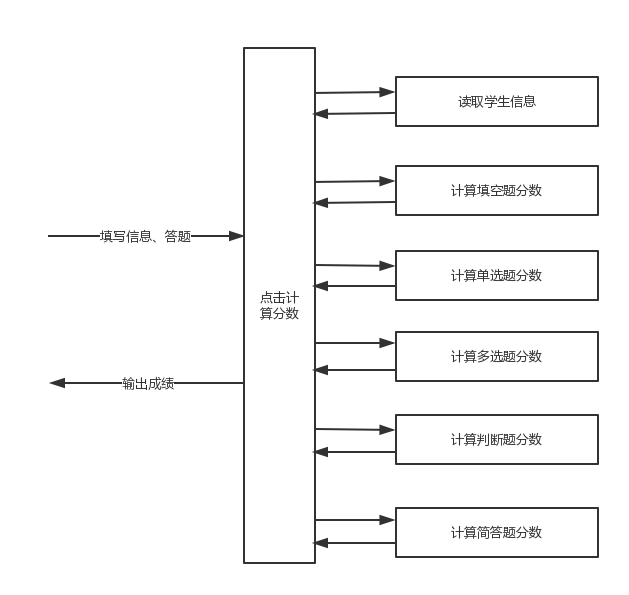 读取学生信息
计算填空题分数
填写信息、答题
计算单选题分数
点击计
算分数
计算多选题分数
输出成绩
计算判断题分数
计算简答题分数